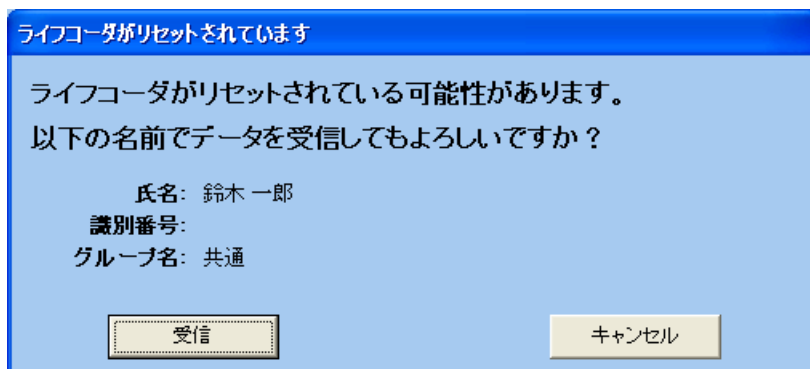 ライフコーダがリセットされています
ライフコーダがリセットされている可能性があります。
以下の名前でデータを受信してもよろしいですか？
氏名: 鈴木 一郎
識別番号:
グループ名: 共通
受信 キャンセル